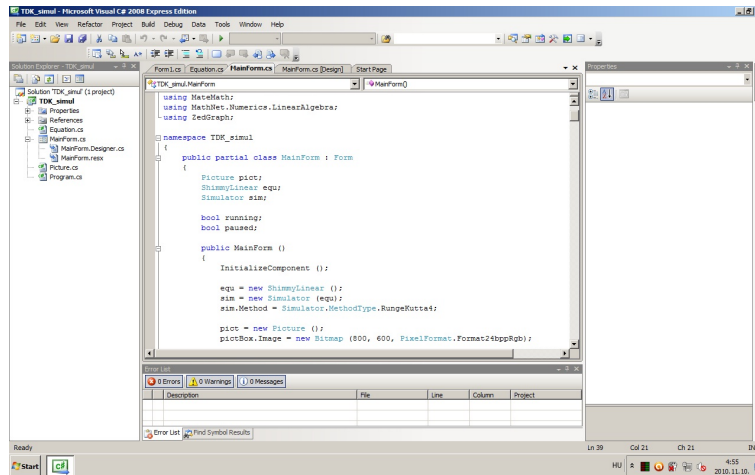 TDK_simul - Microsoft Visual C# 2008 Express Edition
File Edit View Refactor Project Build Debug Data Tools Window Help
Solution Explorer - TDK_simul
Solution 'TDK_simul' (1 project)
TDK_simul
Properties
References
Equation.cs
MainForm.cs
MainForm.Designer.cs
MainForm.resx
Picture.cs
Program.cs
Form1.cs Equation.cs MainForm.cs MainForm.cs [Design] Start Page
TDK_simul.MainForm MainForm()
using MateMath;
using MathNet.Numerics.LinearAlgebra;
using ZedGraph;
namespace TDK_simul
{
public partial class MainForm : Form
{
Picture pict;
ShimmyLinear equ;
Simulator sim;
bool running;
bool paused;
public MainForm ()
{
InitializeComponent ();
equ = new ShimmyLinear ();
sim = new Simulator (equ);
sim.Method = Simulator.MethodType.RungeKutta4;
pict = new Picture ();
pictBox.Image = new Bitmap (800, 600, PixelFormat.Format24bppRgb);
Properties
Error List
0 Errors 0 Warnings 0 Messages
Description File Line Column Project
Error List Find Symbol Results
Ready Ln 39 Col 21 Ch 21 IN
Start C# HU 4:55
2010.11.10.